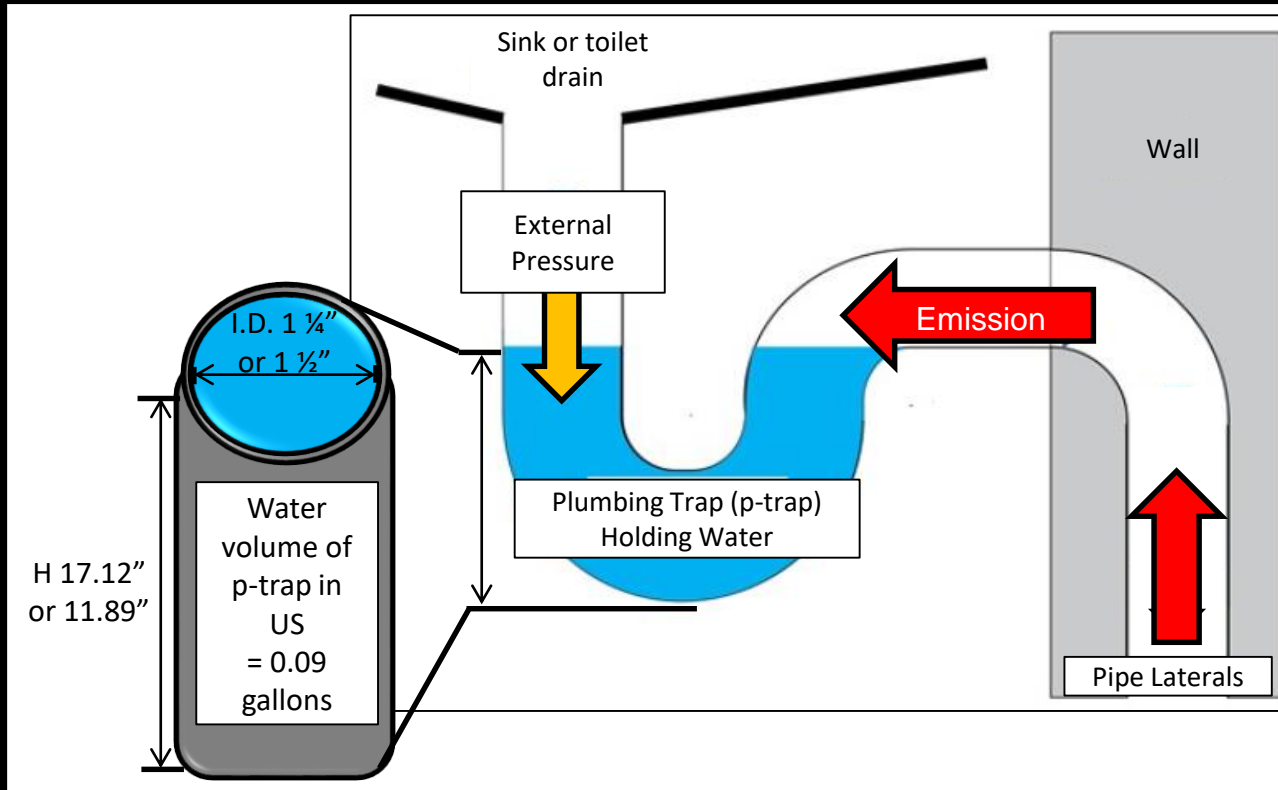 Sink or toilet
drain
Wall
External
Pressure
Emission
I.D. 1 ¼”
or 1 ½”
Plumbing Trap (p-trap)
Holding Water
Water
volume of
p-trap in
US
= 0.09
gallons
H 17.12”
or 11.89”
Pipe Laterals